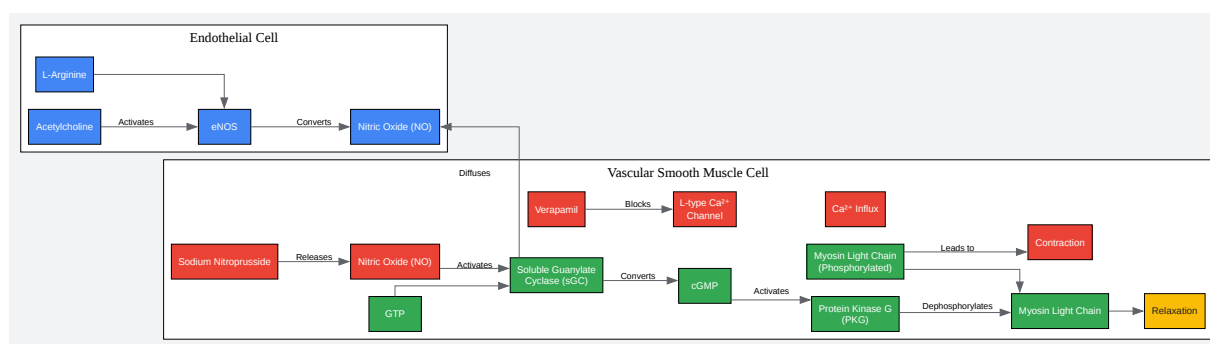 Endothelial Cell
L-Arginine
Acetylcholine
Activates
eNOS
Converts
Nitric Oxide (NO)
Diffuses
Vascular Smooth Muscle Cell
Verapamil
Blocks
L-type Ca²⁺
Channel
Ca²⁺ Influx
Sodium Nitroprusside
Releases
Nitric Oxide (NO)
Activates
Soluble Guanylate
Cyclase (sGC)
GTP
Converts
cGMP
Activates
Myosin Light Chain
(Phosphorylated)
Leads to
Contraction
Protein Kinase G
(PKG)
Dephosphorylates
Myosin Light Chain
Relaxation